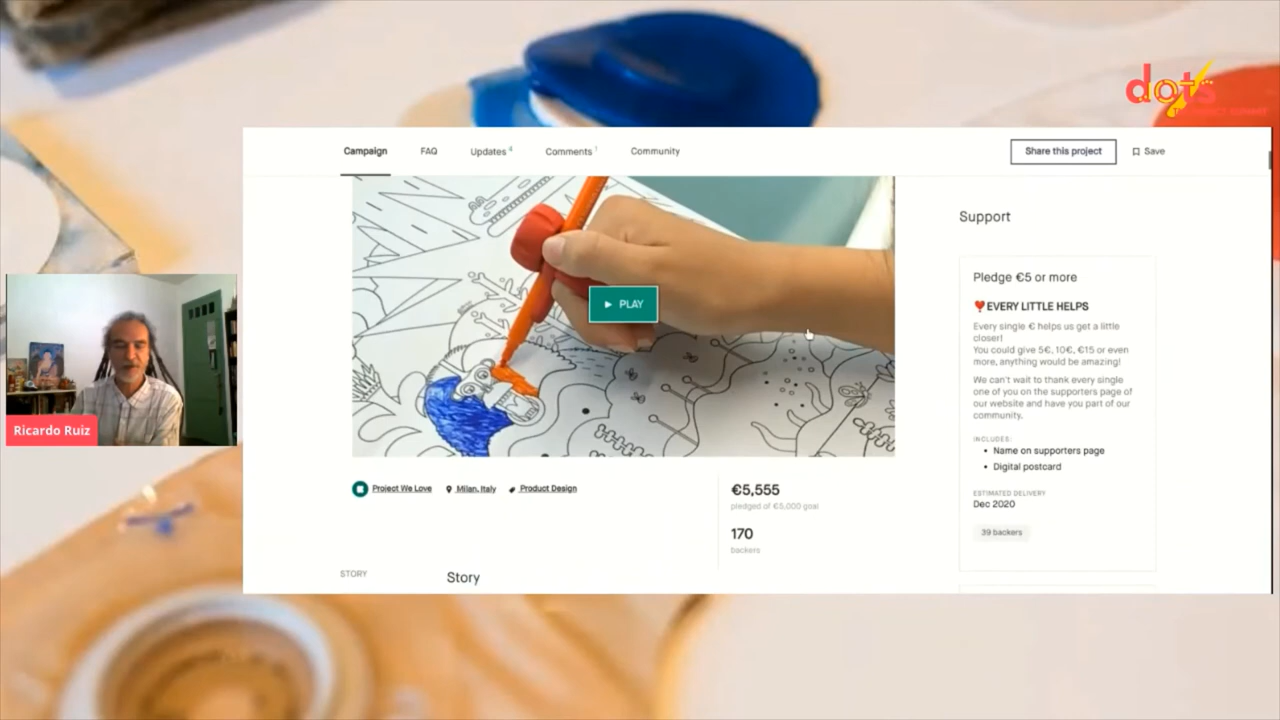 dots
Campaign
FAQ
Updates 4
Comments 1
Community
Share this project
Save
PLAY
Support
Pledge €5 or more
❣️EVERY LITTLE HELPS
Every single € helps us get a little
closer!
You could give 5€, 10€, €15 or even
more, anything would be amazing!
We can't wait to thank every single
one of you on the supporters page of
our website and have you part of our
community.
INCLUDES:
• Name on supporters page
• Digital postcard
ESTIMATED DELIVERY
Dec 2020
39 backers
Ricardo Ruiz
Project We Love
Milan, Italy
Product Design
€5,555
pledged of €5,000 goal
170
backers
STORY
Story